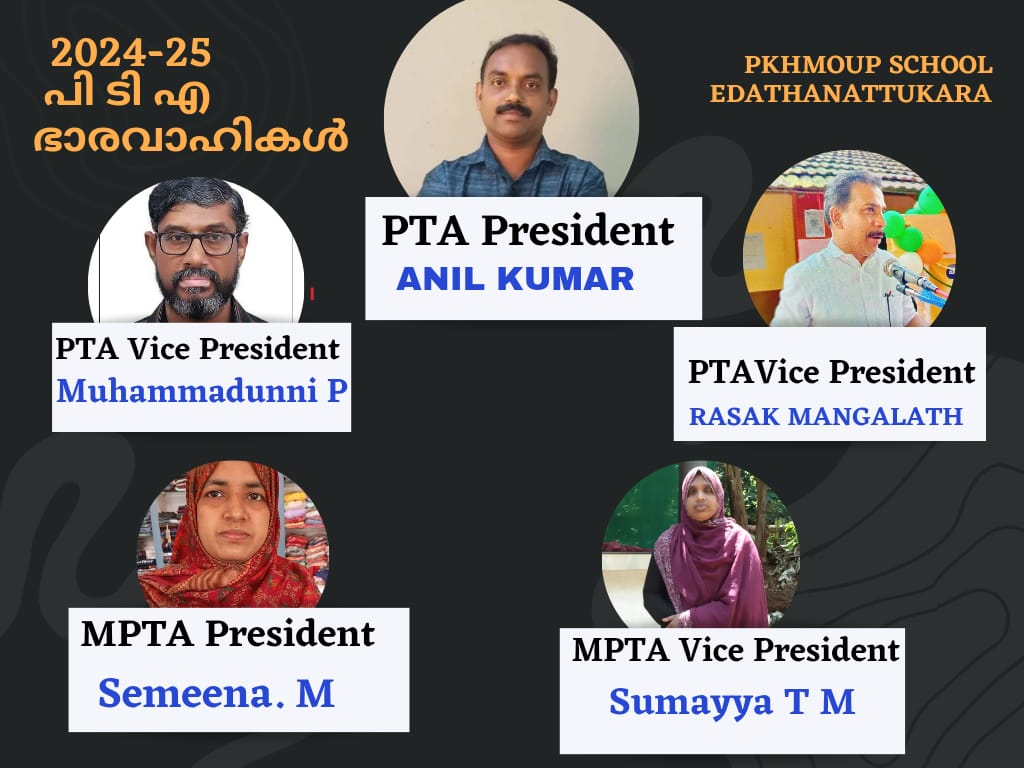 2024-25
പി ടി എ
ഭാരവാഹികൾ
PKHMOUP SCHOOL
EDATHANATTUKARA
PTA President
ANIL KUMAR
PTA Vice President
Muhammadunni P
PTAVice President
RASAK MANGALATH
MPTA President
Semeena. M
MPTA Vice President
Sumayya T M